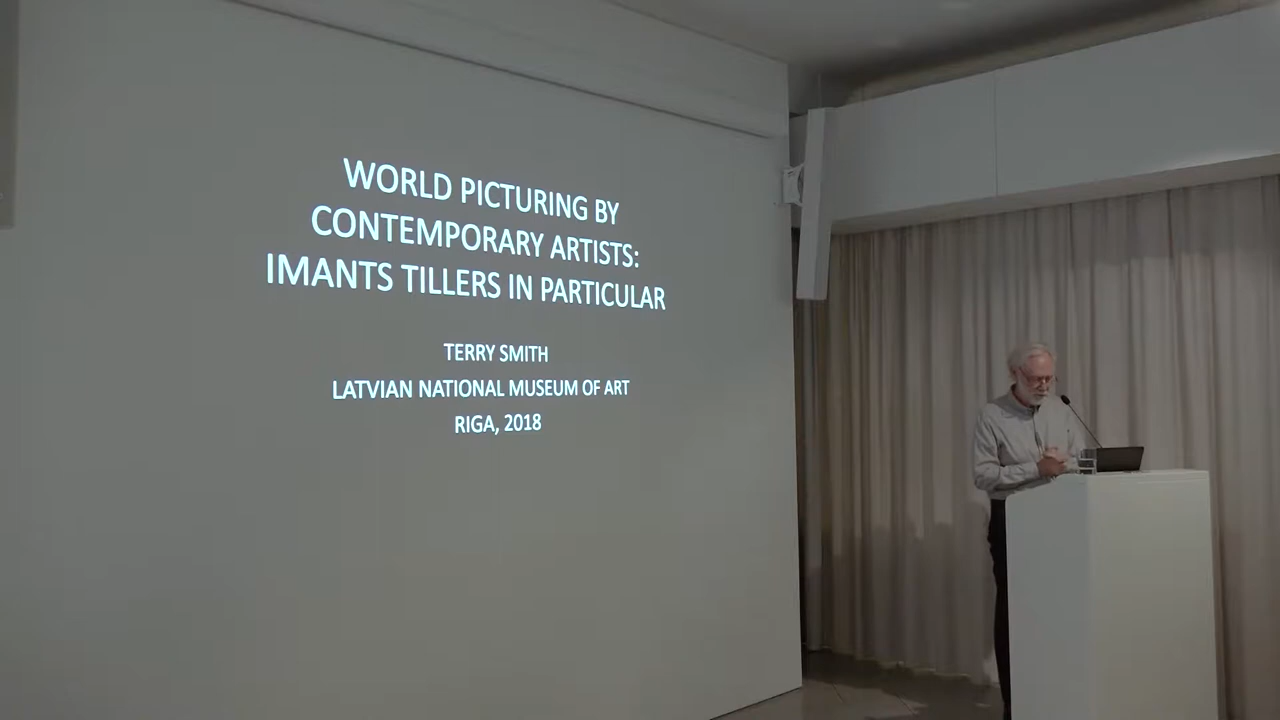 WORLD PICTURING BY
CONTEMPORARY ARTISTS:
IMANTS TILLERS IN PARTICULAR
TERRY SMITH
LATVIAN NATIONAL MUSEUM OF ART
RIGA, 2018